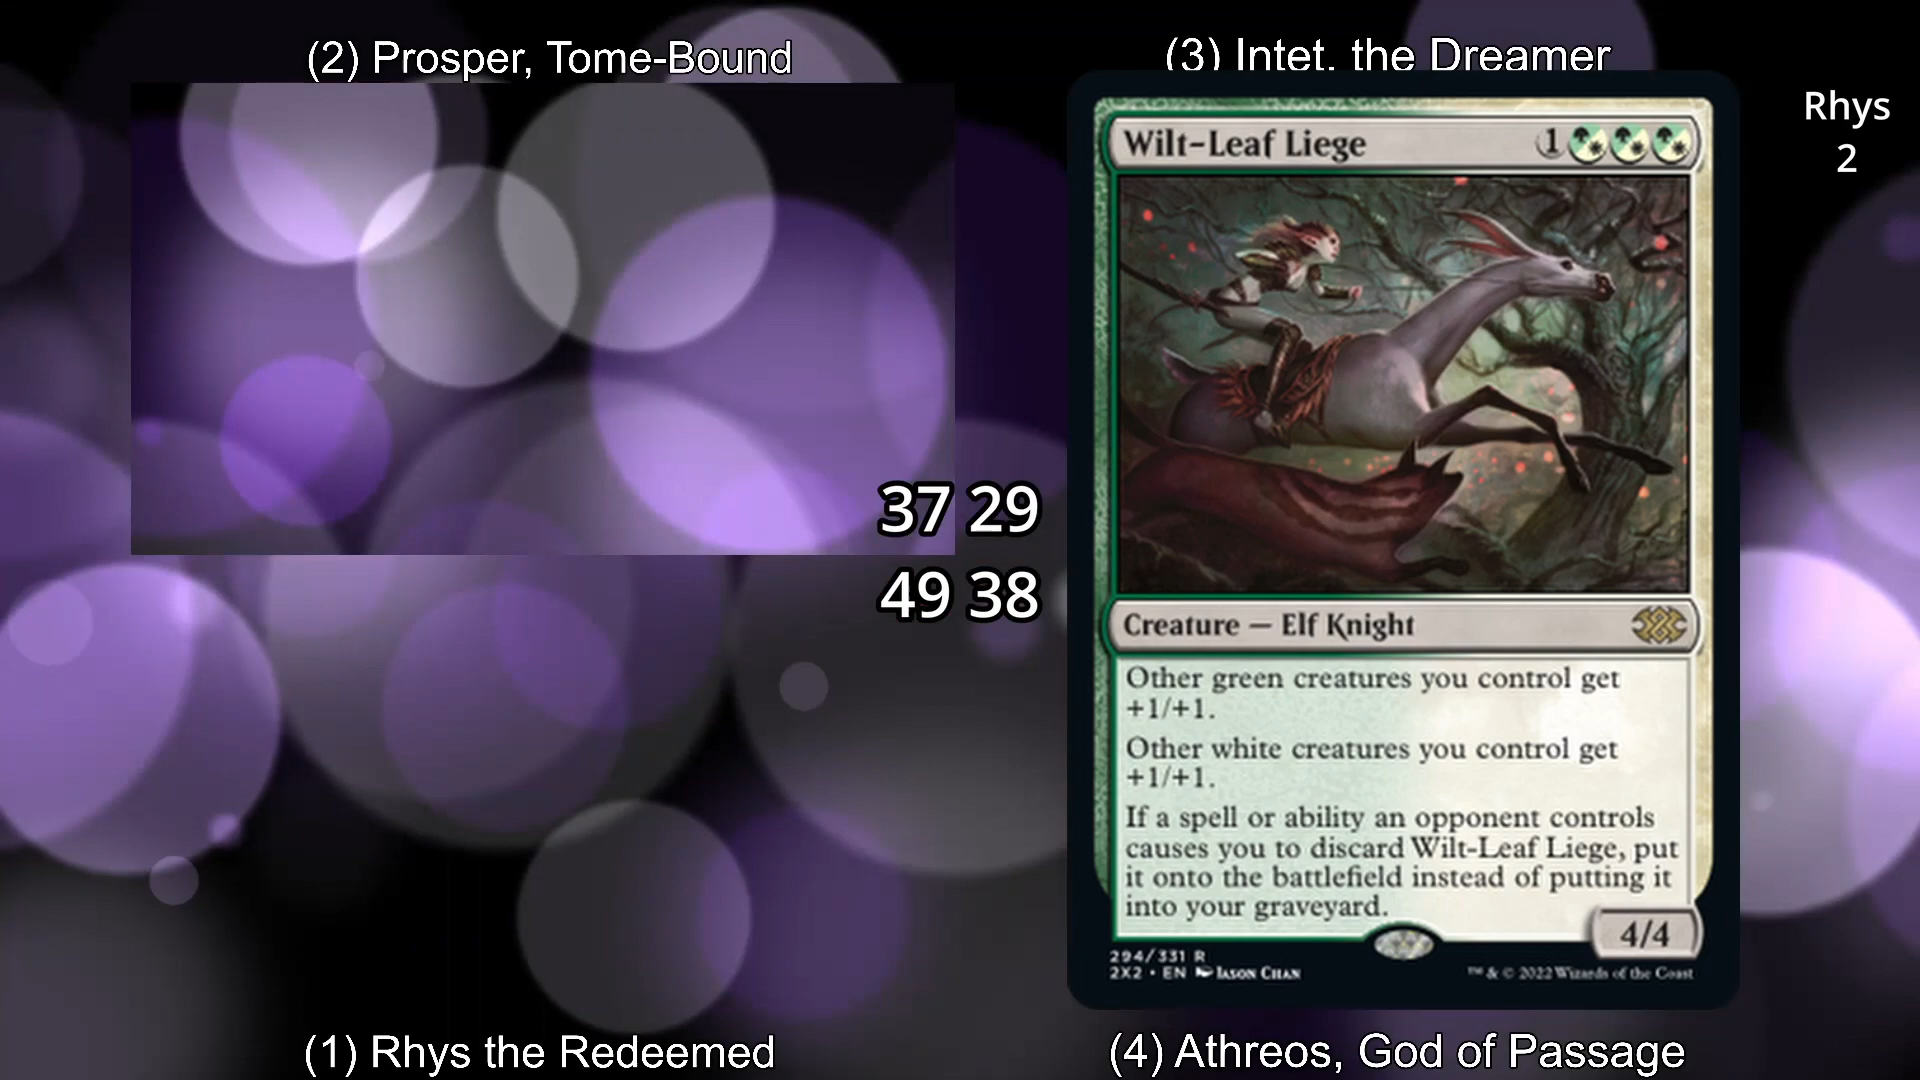 (2) Prosper, Tome-Bound
(3) Intet, the Dreamer
Rhys
2
37 29
49 38
Wilt-Leaf Liege 1
Creature — Elf Knight
Other green creatures you control get
+1/+1.
Other white creatures you control get
+1/+1.
If a spell or ability an opponent controls
causes you to discard Wilt-Leaf Liege, put
it onto the battlefield instead of putting it
into your graveyard.
4/4
294/331 R
2X2 • EN Jason Chan
™ & © 2022 Wizards of the Coast
(1) Rhys the Redeemed
(4) Athreos, God of Passage